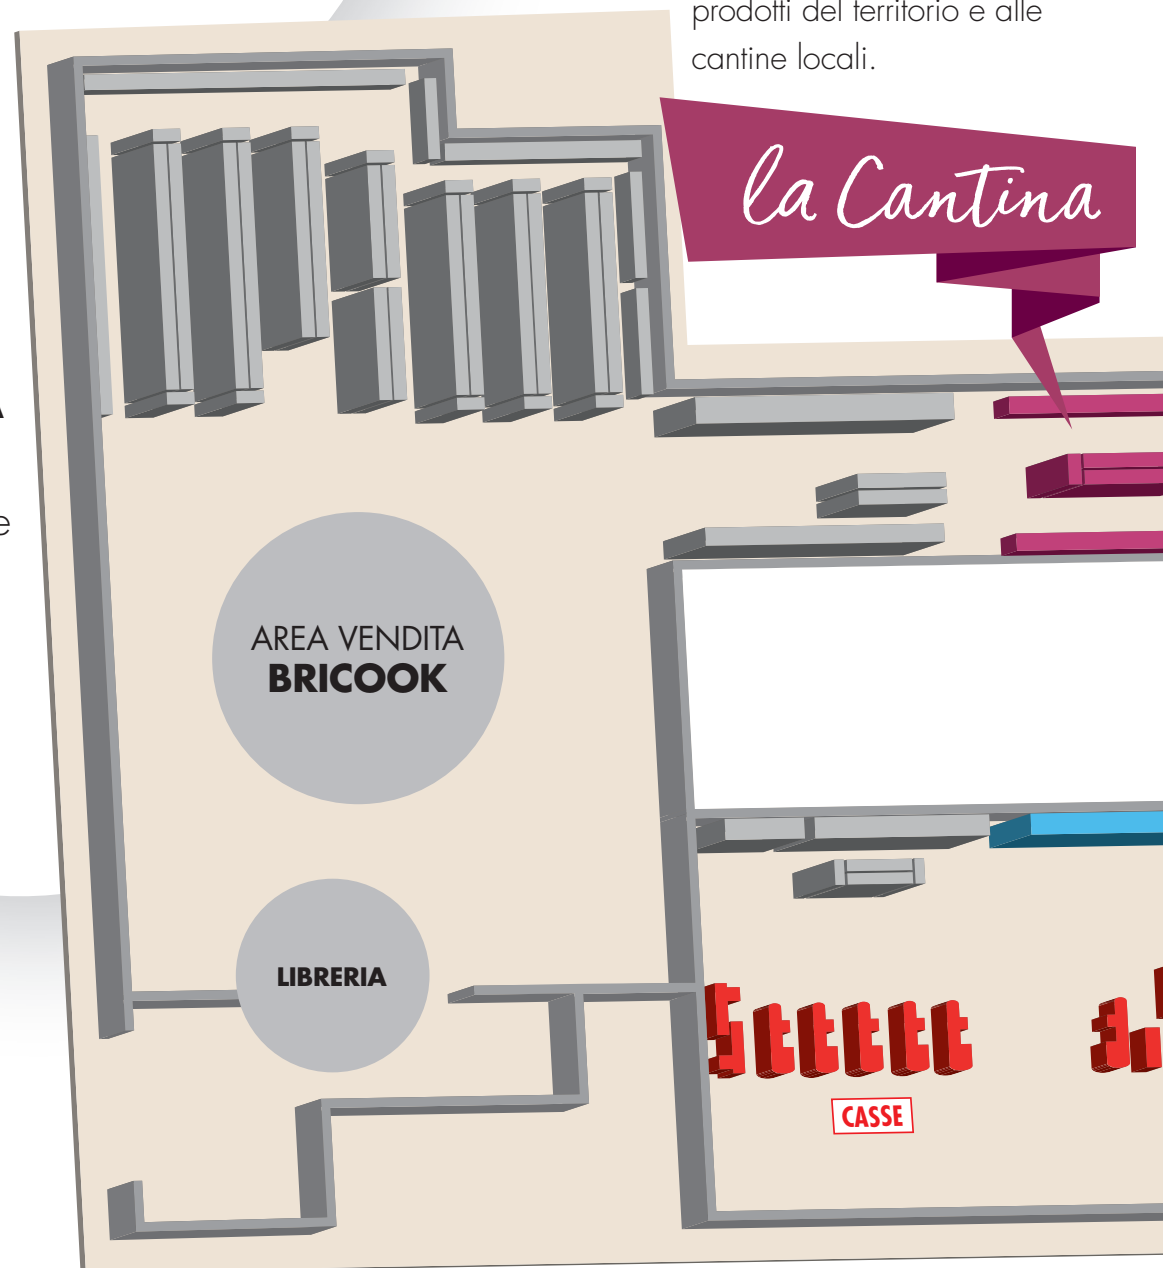 prodotti del territorio e alle
cantine locali.
la Cantina
A
e
AREA VENDITA
BRICOOK
LIBRERIA
CASSE